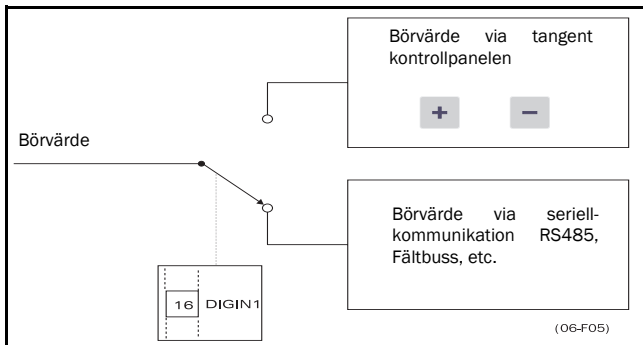 Börvärde via tangent
kontrollpanelen
+ −
Börvärde
Börvärde via seriell-
kommunikation RS485,
Fältbuss, etc.
16 DIGIN1
(06-F05)